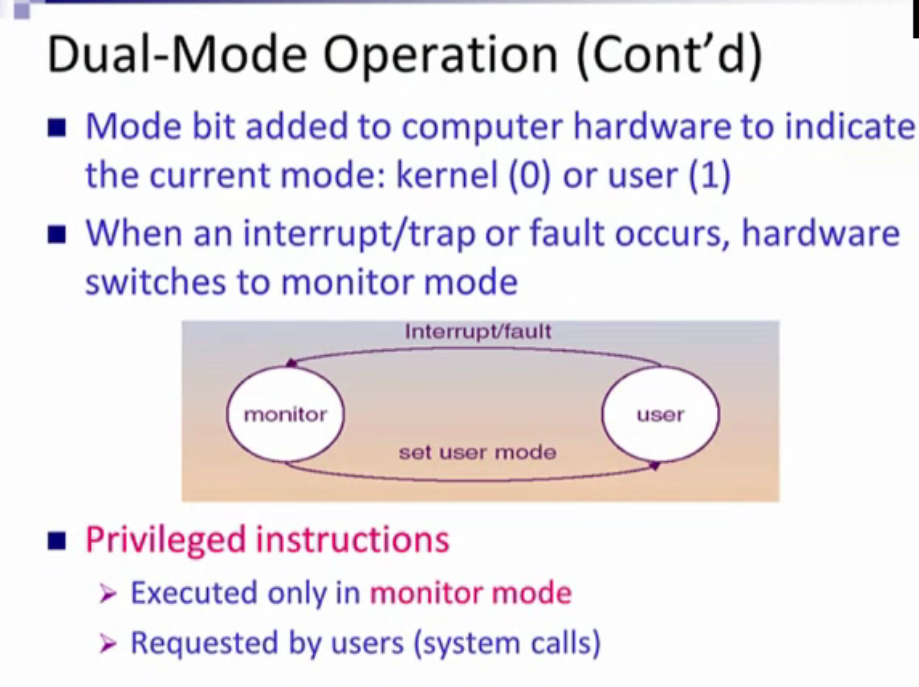 Dual-Mode Operation (Cont’d)
Mode bit added to computer hardware to indicate
the current mode: kernel (0) or user (1)
When an interrupt/trap or fault occurs, hardware
switches to monitor mode
Interrupt/fault
monitor
user
set user mode
Privileged instructions
Executed only in monitor mode
Requested by users (system calls)